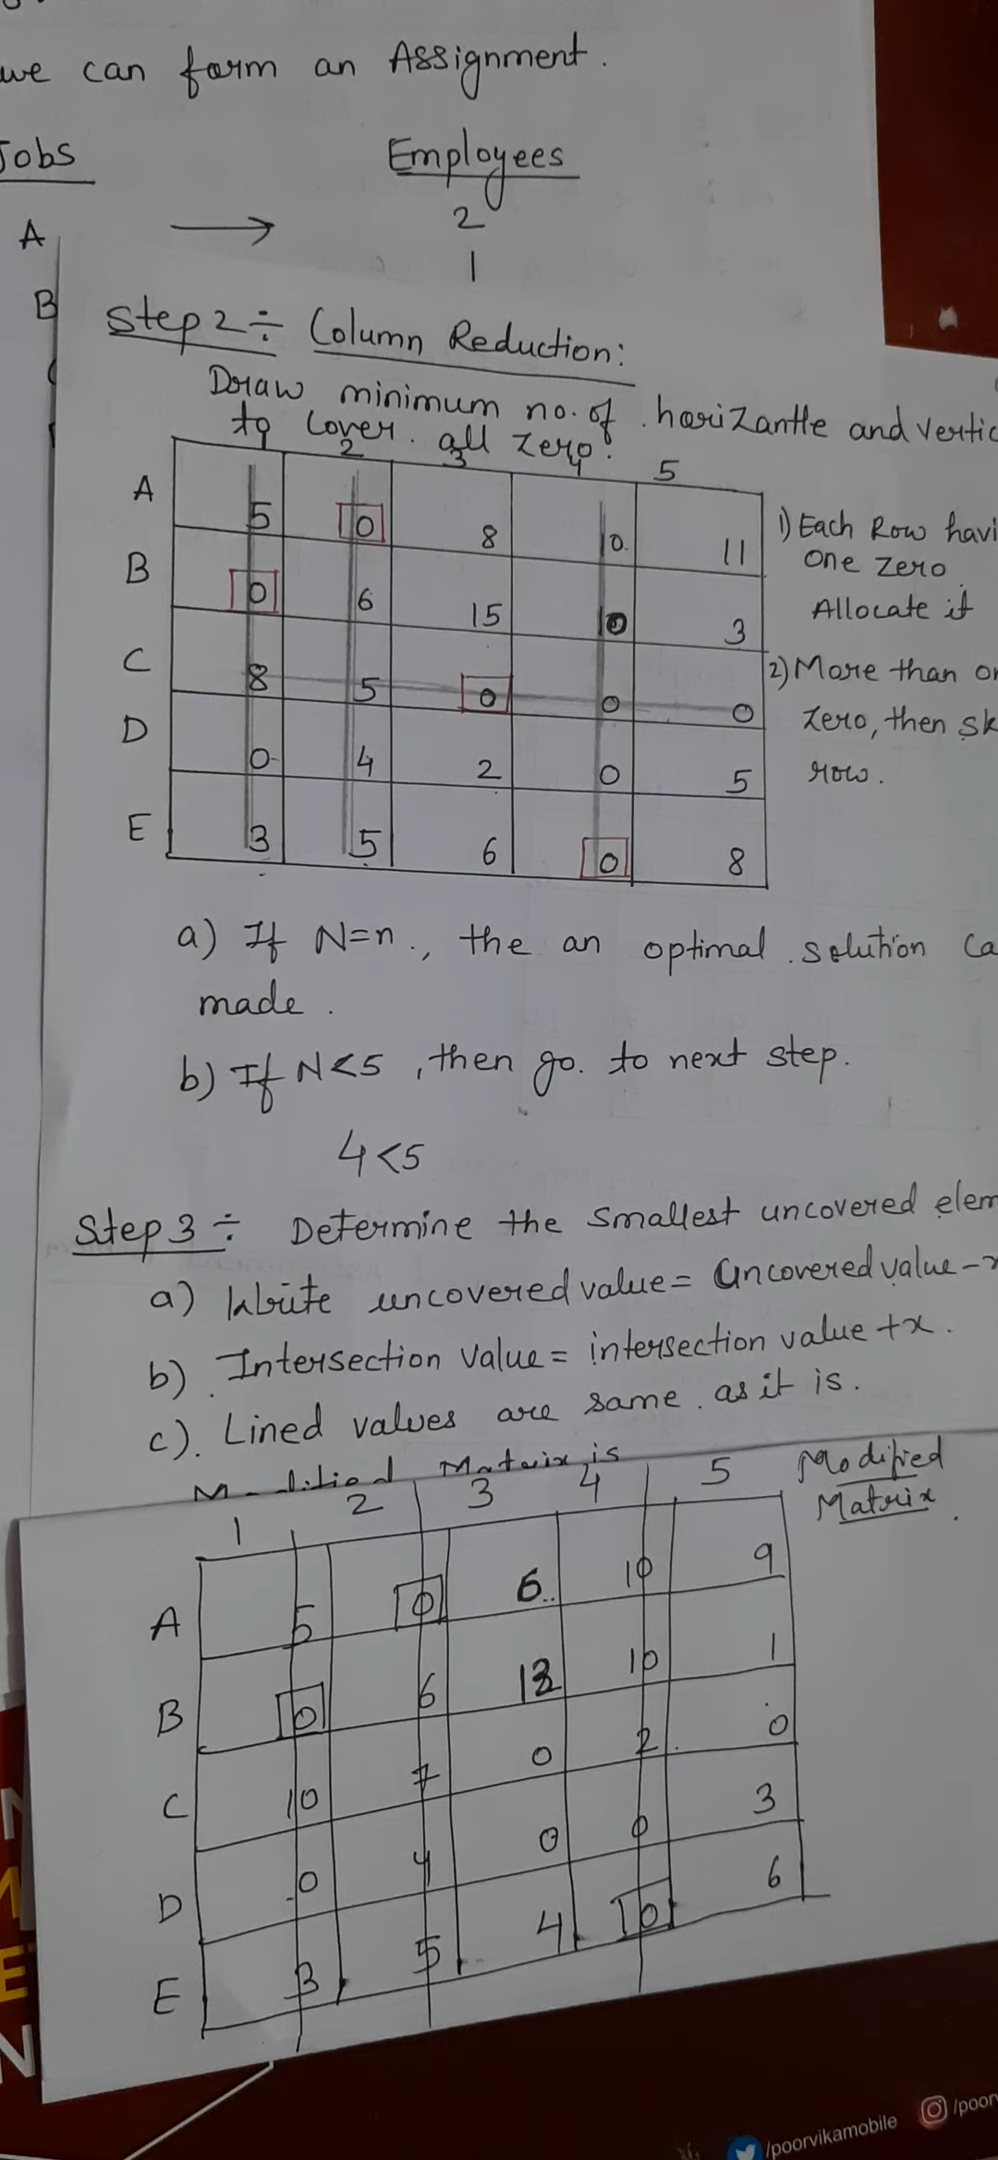 we can form an Assignment.
Jobs Employees
A → 2
B 1
Step 2 ÷ Column Reduction:
Draw minimum no. of horizantle and vertic
to cover all zero.
2 3 4 5
A 5 0 8 0 11
B 0 6 15 0 3
C 8 5 0 0 0
D 0 4 2 0 5
E 3 5 6 0 8
1) Each Row havi
one zero
Allocate it
2) More than on
zero, then sk
row.
a) If N=n., the an optimal solution ca
made.
b) If N<5, then go. to next step.
4<5
Step 3 ÷ Determine the smallest uncovered elem
a) Write uncovered value = Uncovered value -x
b). Intersection value = intersection value +x.
c). Lined values are same as it is.
Matrix is
Modified
Matrix.
1 2 3 4 5
A 5 0 6.. 10 9
B 0 6 10 1
C 10 7 0 2 0
D 0 4 0 0 3
E 3 5 4 0 6
/poorvikamobile /poor